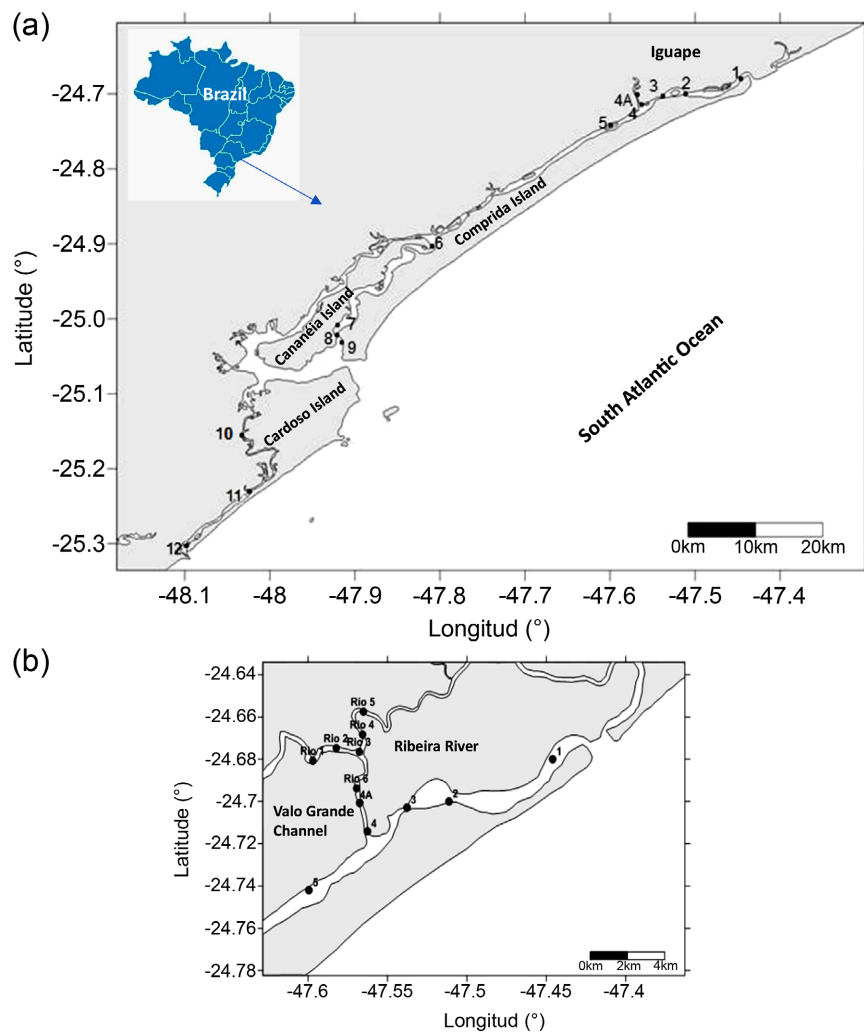 (a)
Brazil
Iguape
1
2
3
4A
4
5
6
7
8
9
10
11
12
Comprida Island
Cananéia Island
Cardoso Island
South Atlantic Ocean
0km 10km 20km
Latitude (°)
-24.7
-24.8
-24.9
-25.0
-25.1
-25.2
-25.3
-48.1 -48 -47.9 -47.8 -47.7 -47.6 -47.5 -47.4
Longitud (°)
(b)
Latitude (°)
-24.64
-24.66
-24.68
-24.7
-24.72
-24.74
-24.76
-24.78
Rio 5
Rio 4
Rio 2
Rio 3
Rio 1
Rio 6
4A
4
3
2
1
5
Ribeira River
Valo Grande
Channel
0km 2km 4km
-47.6 -47.55 -47.5 -47.45 -47.4
Longitud (°)